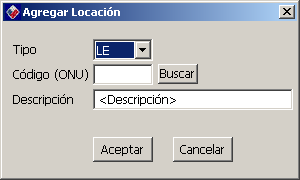 Agregar Locación
Tipo LE
Código (ONU) Buscar
Descripción <Descripción>
Aceptar Cancelar